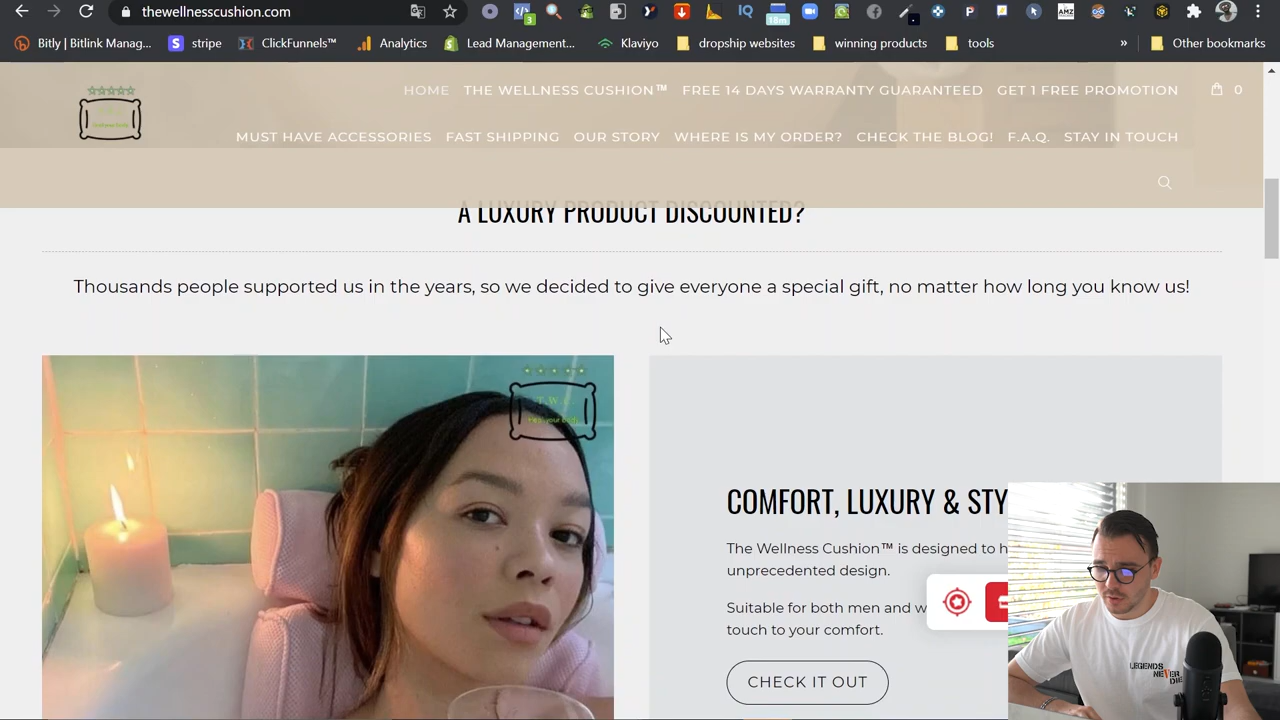 thewellnesscushion.com
3
18m
Bitly | Bitlink Manag...
stripe
ClickFunnels™
Analytics
Lead Management...
Klaviyo
dropship websites
winning products
tools
»
Other bookmarks
HOME THE WELLNESS CUSHION™ FREE 14 DAYS WARRANTY GUARANTEED GET 1 FREE PROMOTION
0
MUST HAVE ACCESSORIES FAST SHIPPING OUR STORY WHERE IS MY ORDER? CHECK THE BLOG! F.A.Q. STAY IN TOUCH
A LUXURY PRODUCT DISCOUNTED?
Thousands people supported us in the years, so we decided to give everyone a special gift, no matter how long you know us!
T.W.C.
Heal your body
COMFORT, LUXURY & STY
The Wellness Cushion™ is designed to h
unprecedented design.
Suitable for both men and w
touch to your comfort.
CHECK IT OUT
LEGENDS
NEVER
DIE